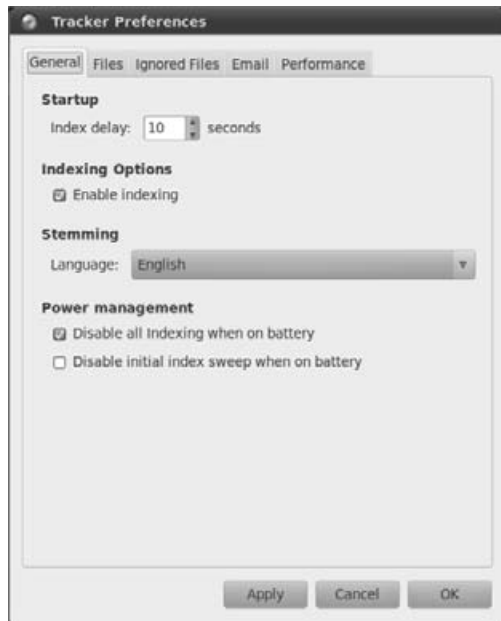 Tracker Preferences
General Files Ignored Files Email Performance
Startup
Index delay: 10 seconds
Indexing Options
Enable indexing
Stemming
Language: English
Power management
Disable all Indexing when on battery
Disable initial index sweep when on battery
Apply Cancel OK